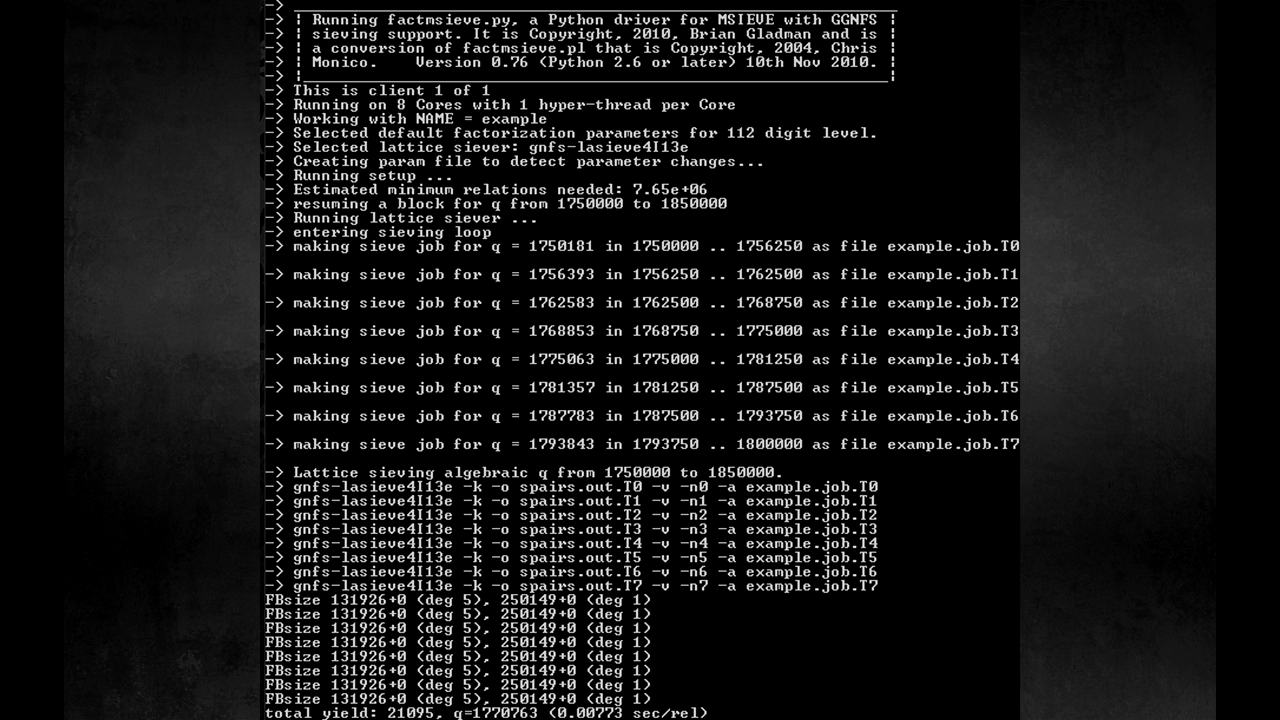 ->
-> | Running factmsieve.py, a Python driver for MSIEVE with GGNFS |
-> | sieving support. It is Copyright, 2010, Brian Gladman and is |
-> | a conversion of factmsieve.pl that is Copyright, 2004, Chris |
-> | Monico. Version 0.76 (Python 2.6 or later) 10th Nov 2010. |
-> |______________________________________________________________|
-> This is client 1 of 1
-> Running on 8 Cores with 1 hyper-thread per Core
-> Working with NAME = example
-> Selected default factorization parameters for 112 digit level.
-> Selected lattice siever: gnfs-lasieve4I13e
-> Creating param file to detect parameter changes...
-> Running setup ...
-> Estimated minimum relations needed: 7.65e+06
-> resuming a block for q from 1750000 to 1850000
-> Running lattice siever ...
-> entering sieving loop
-> making sieve job for q = 1750181 in 1750000 .. 1756250 as file example.job.T0
-> making sieve job for q = 1756393 in 1756250 .. 1762500 as file example.job.T1
-> making sieve job for q = 1762583 in 1762500 .. 1768750 as file example.job.T2
-> making sieve job for q = 1768853 in 1768750 .. 1775000 as file example.job.T3
-> making sieve job for q = 1775063 in 1775000 .. 1781250 as file example.job.T4
-> making sieve job for q = 1781357 in 1781250 .. 1787500 as file example.job.T5
-> making sieve job for q = 1787783 in 1787500 .. 1793750 as file example.job.T6
-> making sieve job for q = 1793843 in 1793750 .. 1800000 as file example.job.T7
-> Lattice sieving algebraic q from 1750000 to 1850000.
-> gnfs-lasieve4I13e -k -o spairs.out.T0 -v -n0 -a example.job.T0
-> gnfs-lasieve4I13e -k -o spairs.out.T1 -v -n1 -a example.job.T1
-> gnfs-lasieve4I13e -k -o spairs.out.T2 -v -n2 -a example.job.T2
-> gnfs-lasieve4I13e -k -o spairs.out.T3 -v -n3 -a example.job.T3
-> gnfs-lasieve4I13e -k -o spairs.out.T4 -v -n4 -a example.job.T4
-> gnfs-lasieve4I13e -k -o spairs.out.T5 -v -n5 -a example.job.T5
-> gnfs-lasieve4I13e -k -o spairs.out.T6 -v -n6 -a example.job.T6
-> gnfs-lasieve4I13e -k -o spairs.out.T7 -v -n7 -a example.job.T7
FBsize 131926+0 (deg 5), 250149+0 (deg 1)
FBsize 131926+0 (deg 5), 250149+0 (deg 1)
FBsize 131926+0 (deg 5), 250149+0 (deg 1)
FBsize 131926+0 (deg 5), 250149+0 (deg 1)
FBsize 131926+0 (deg 5), 250149+0 (deg 1)
FBsize 131926+0 (deg 5), 250149+0 (deg 1)
FBsize 131926+0 (deg 5), 250149+0 (deg 1)
FBsize 131926+0 (deg 5), 250149+0 (deg 1)
total yield: 21095, q=1770763 (0.00773 sec/rel)